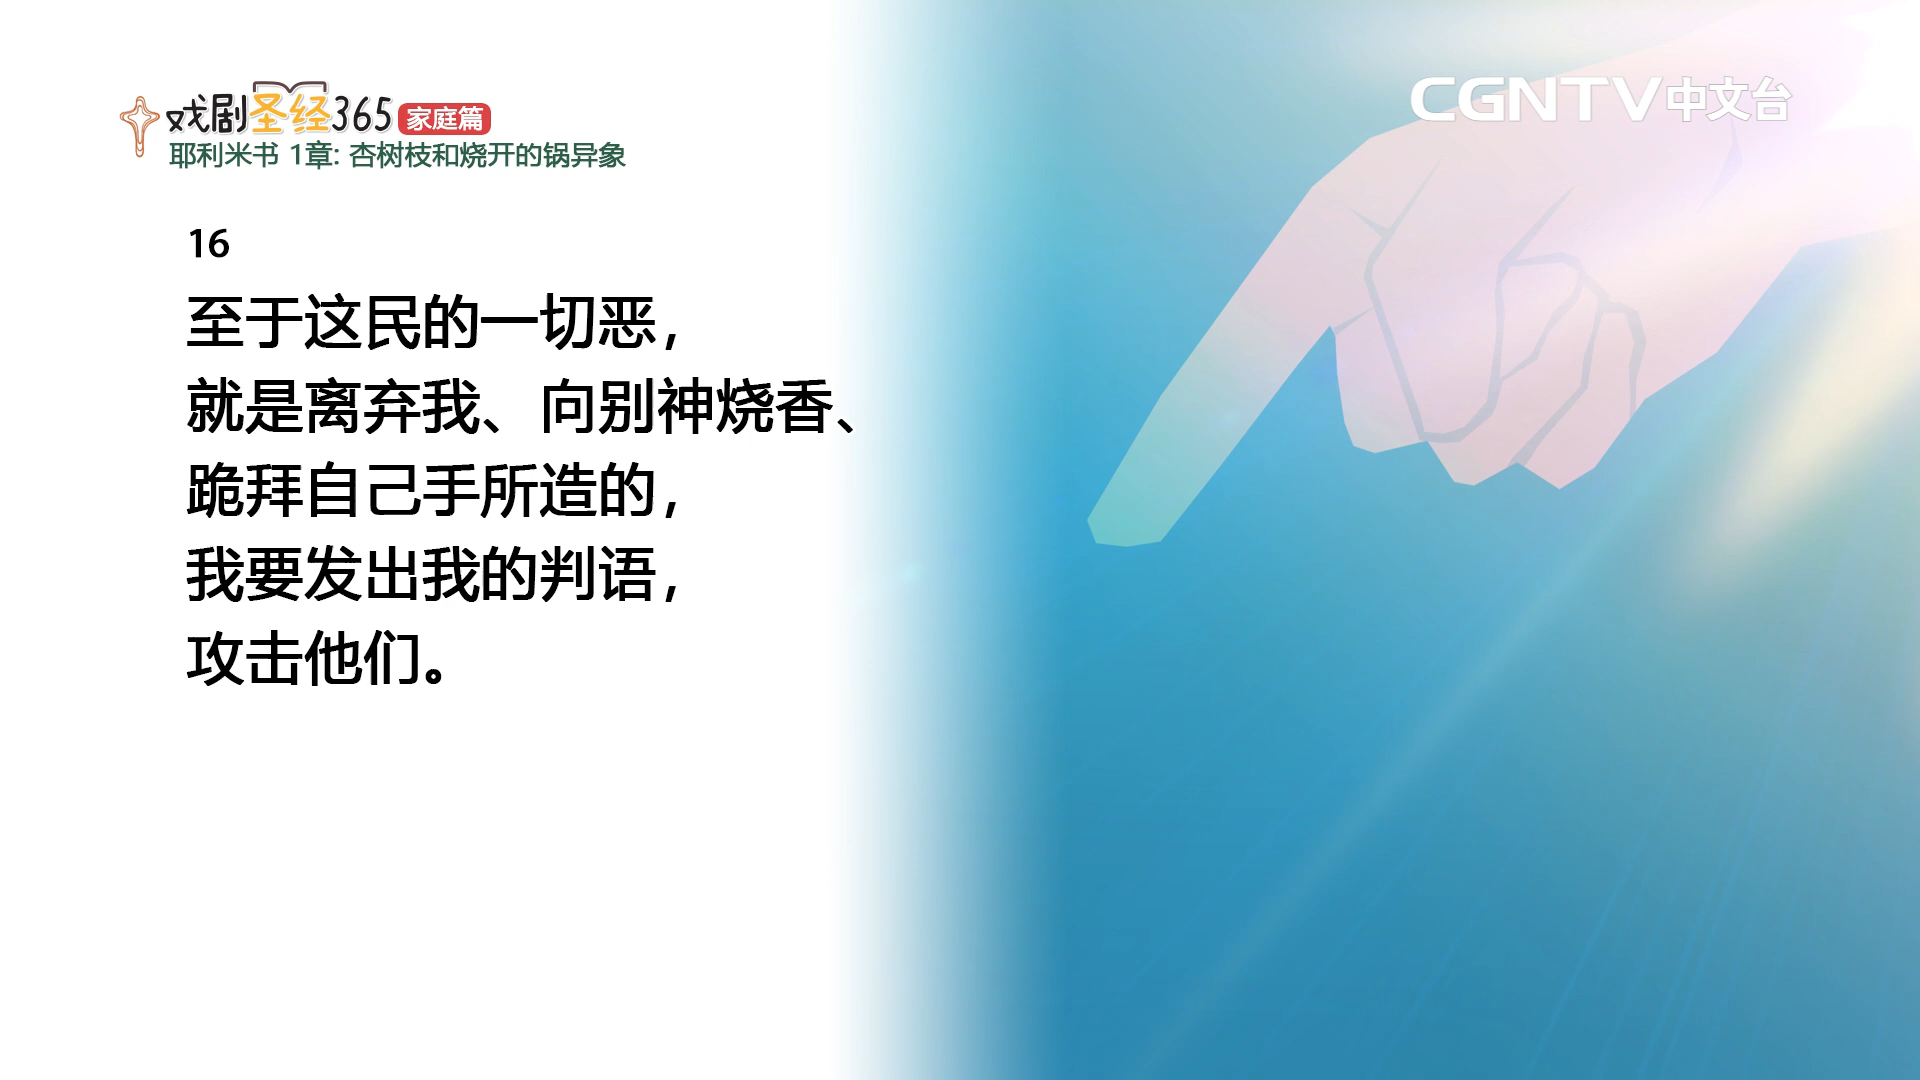 戏剧圣经365 家庭篇
CGNTV中文台
耶利米书 1章: 杏树枝和烧开的锅异象
16
至于这民的一切恶，
就是离弃我、向别神烧香、
跪拜自己手所造的，
我要发出我的判语，
攻击他们。